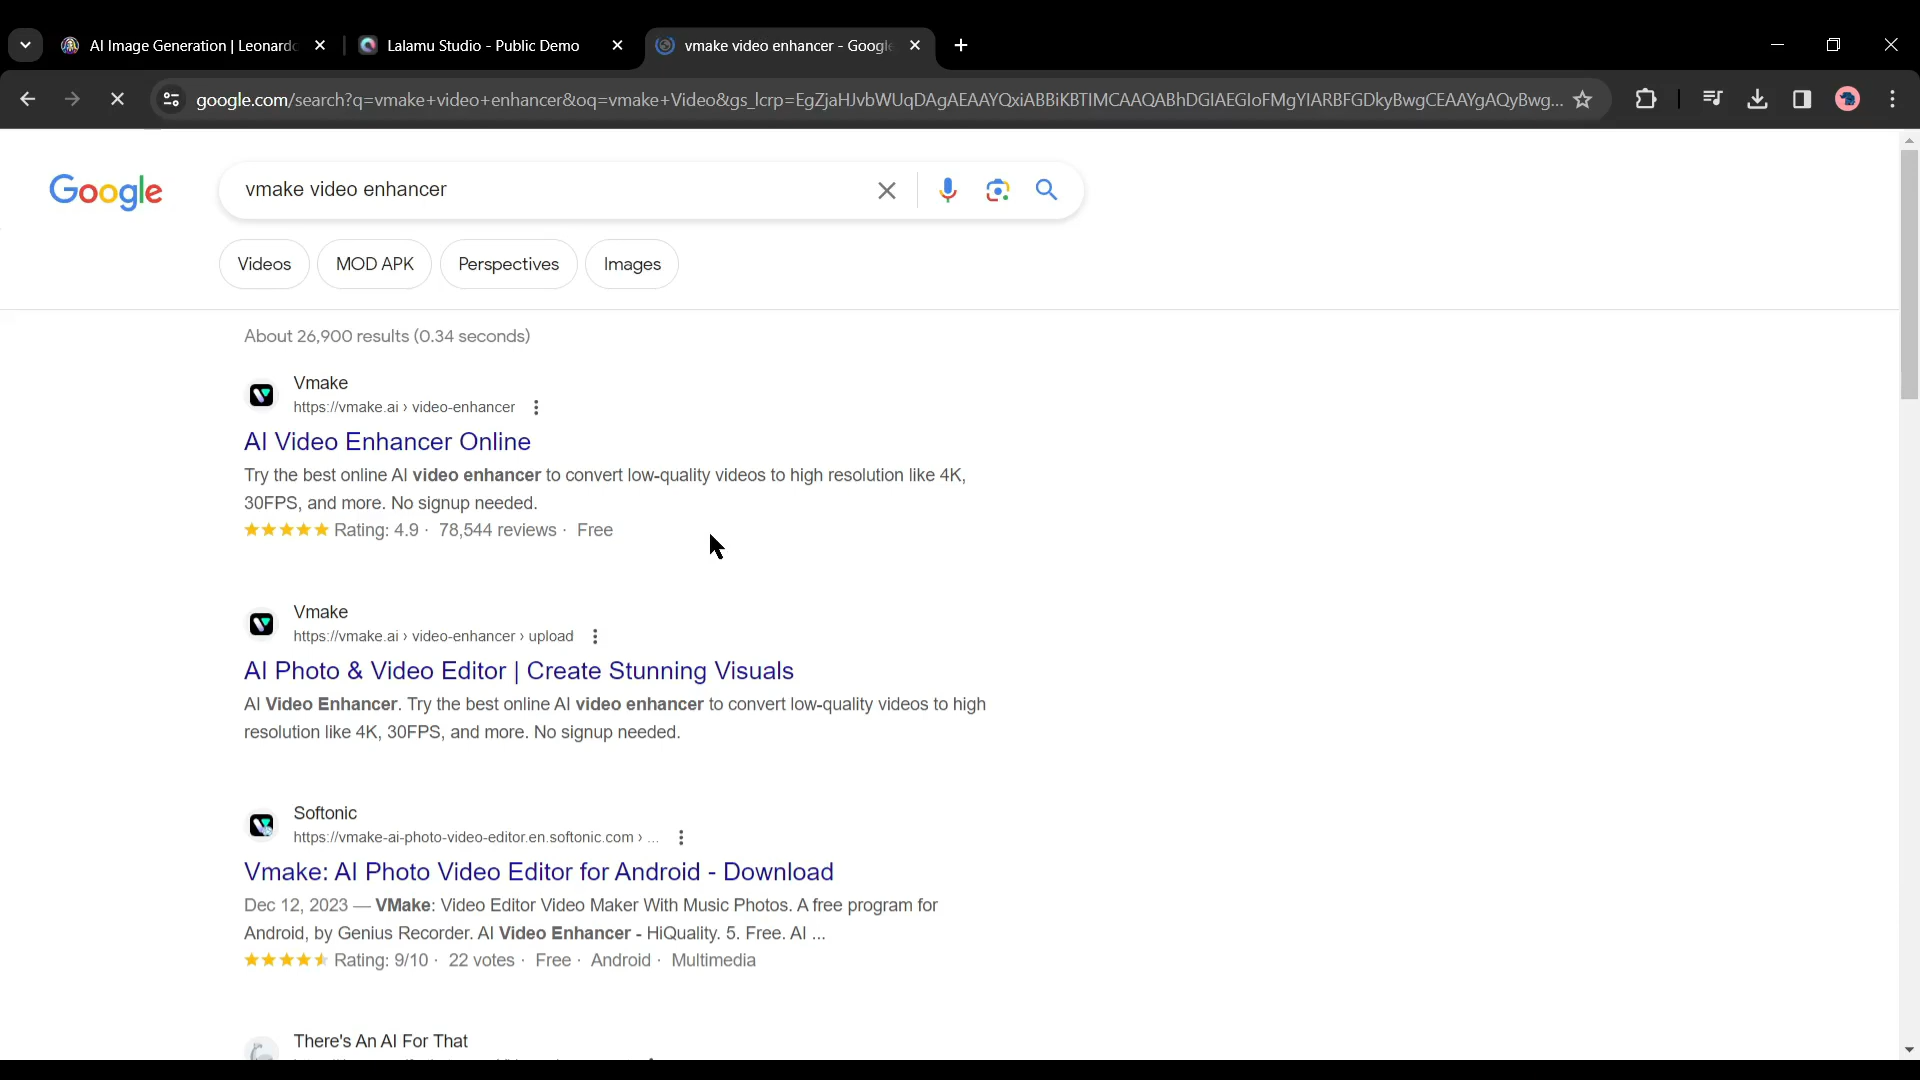 AI Image Generation | Leonardo
Lalamu Studio - Public Demo
vmake video enhancer - Google
google.com/search?q=vmake+video+enhancer&oq=vmake+Video&gs_lcrp=EgZjaHJvbWUqDAgAEAAYQxiABBiKBTIMCAAQABhDGIAEGIoFMgYIARBFGDkyBwgCEAAYgAQyBwg...
Google
vmake video enhancer
Videos
MOD APK
Perspectives
Images
About 26,900 results (0.34 seconds)
Vmake
https://vmake.ai › video-enhancer
AI Video Enhancer Online
Try the best online AI video enhancer to convert low-quality videos to high resolution like 4K,
30FPS, and more. No signup needed.
Rating: 4.9 · 78,544 reviews · Free
Vmake
https://vmake.ai › video-enhancer › upload
AI Photo & Video Editor | Create Stunning Visuals
AI Video Enhancer. Try the best online AI video enhancer to convert low-quality videos to high
resolution like 4K, 30FPS, and more. No signup needed.
Softonic
https://vmake-ai-photo-video-editor.en.softonic.com › ...
Vmake: AI Photo Video Editor for Android - Download
Dec 12, 2023 — VMake: Video Editor Video Maker With Music Photos. A free program for
Android, by Genius Recorder. AI Video Enhancer - HiQuality. 5. Free. AI ...
Rating: 9/10 · 22 votes · Free · Android · Multimedia
There's An AI For That